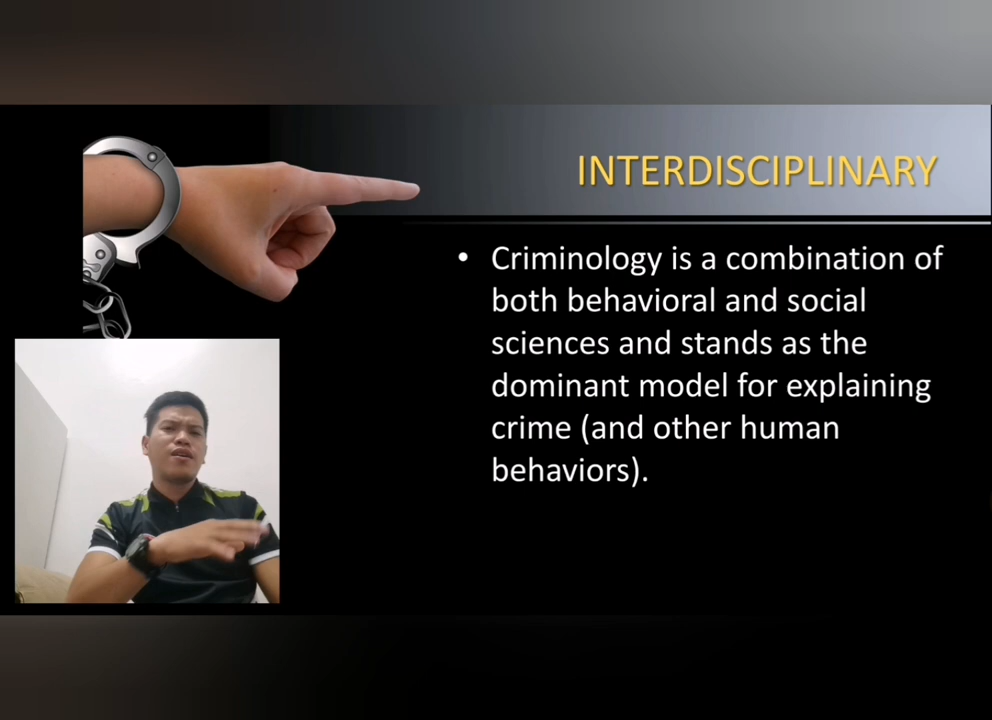 INTERDISCIPLINARY
• Criminology is a combination of
both behavioral and social
sciences and stands as the
dominant model for explaining
crime (and other human
behaviors).